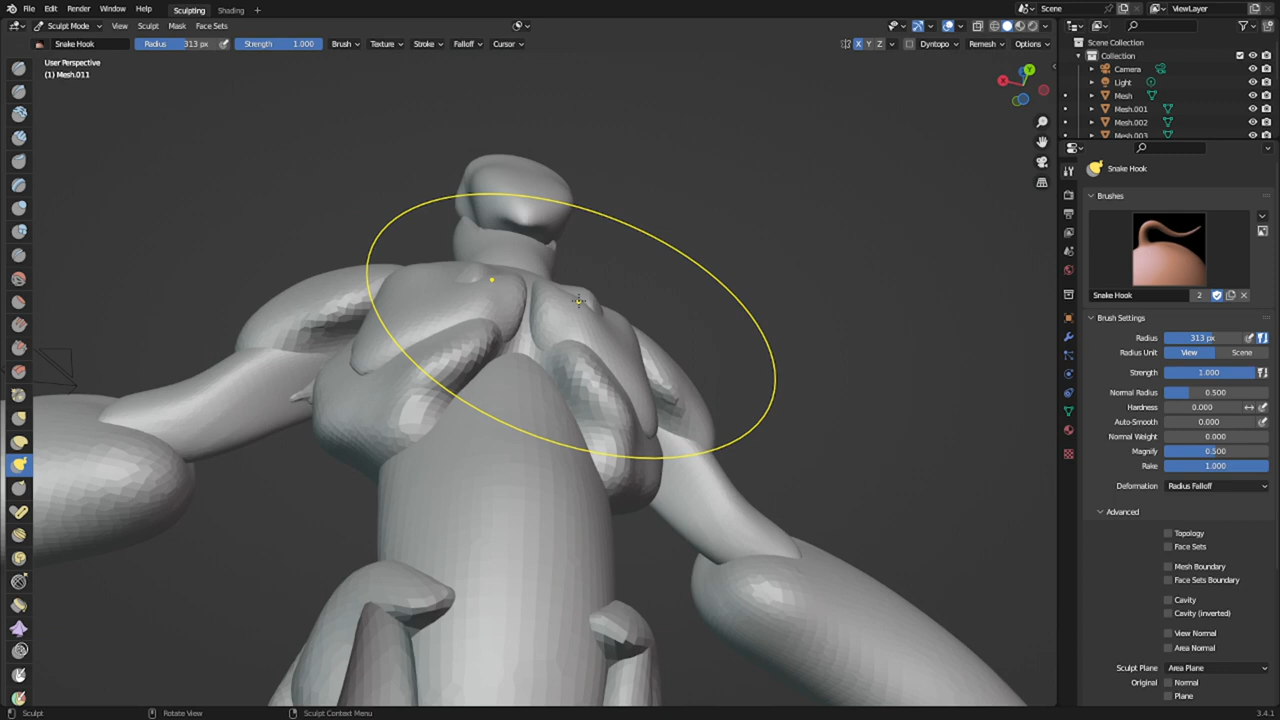 File Edit Render Window Help Sculpting Shading Scene ViewLayer
Sculpt Mode View Sculpt Mask Face Sets
Snake Hook Radius 313 px Strength 1.000 Brush Texture Stroke Falloff Cursor X Y Z Dyntopo Remesh Options
User Perspective
(1) Mesh.011
X
Y
Scene Collection
Collection
Camera
Light
Mesh
Mesh.001
Mesh.002
Mesh.003
Snake Hook
Brushes
Snake Hook 2
Brush Settings
Radius 313 px
Radius Unit View Scene
Strength 1.000
Normal Radius 0.500
Hardness 0.000
Auto-Smooth 0.000
Normal Weight 0.000
Magnify 0.500
Rake 1.000
Deformation Radius Falloff
Advanced
Topology
Face Sets
Mesh Boundary
Face Sets Boundary
Cavity
Cavity (inverted)
View Normal
Area Normal
Sculpt Plane Area Plane
Original Normal
Plane
Sculpt Rotate View Sculpt Context Menu 3.4.1